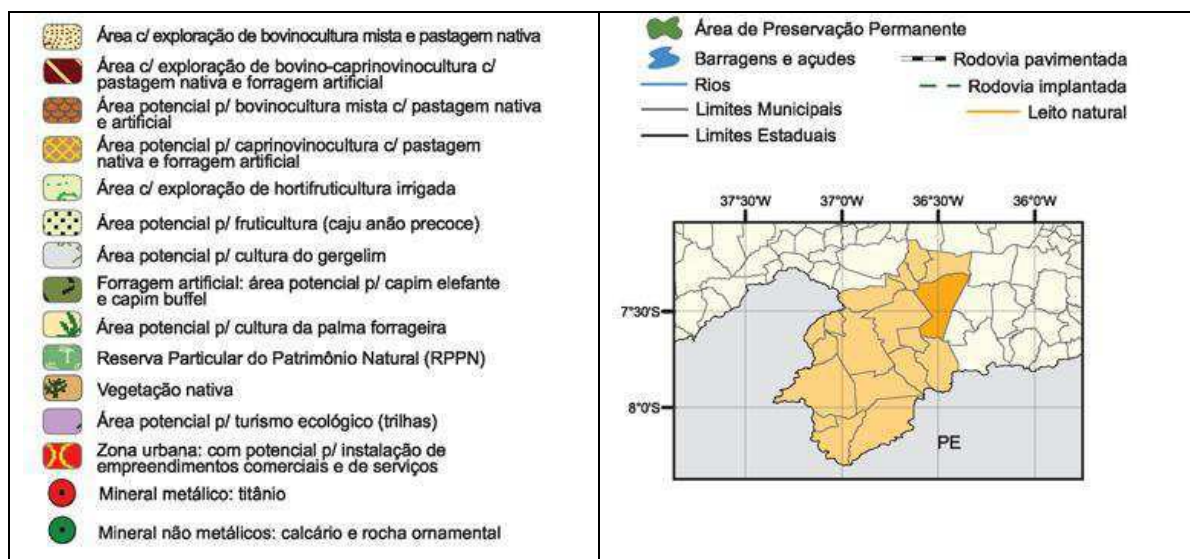 Área c/ exploração de bovinocultura mista e pastagem nativa
Área c/ exploração de bovino-caprinovinocultura c/
pastagem nativa e forragem artificial
Área potencial p/ bovinocultura mista c/ pastagem nativa
e artificial
Área potencial p/ caprinovinocultura c/ pastagem
nativa e forragem artificial
Área c/ exploração de hortifruticultura irrigada
Área potencial p/ fruticultura (caju anão precoce)
Área potencial p/ cultura do gergelim
Forragem artificial: área potencial p/ capim elefante
e capim buffel
Área potencial p/ cultura da palma forrageira
Reserva Particular do Patrimônio Natural (RPPN)
Vegetação nativa
Área potencial p/ turismo ecológico (trilhas)
Zona urbana: com potencial p/ instalação de
empreendimentos comerciais e de serviços
Mineral metálico: titânio
Mineral não metálicos: calcário e rocha ornamental
Área de Preservação Permanente
Barragens e açudes
Rios
Limites Municipais
Limites Estaduais
Rodovia pavimentada
Rodovia implantada
Leito natural
37°30'W 37°0'W 36°30'W 36°0'W
7°30'S
8°0'S
PE